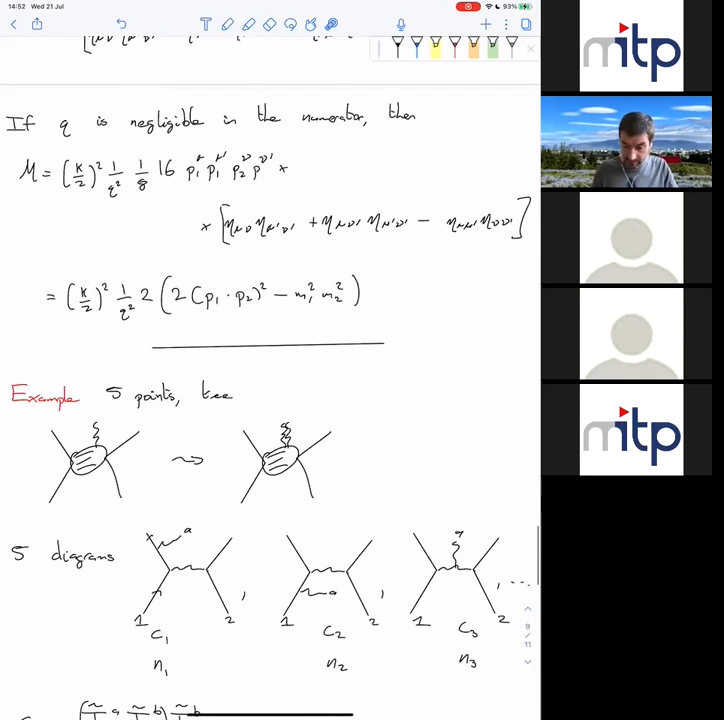 14:52 Wed 21 Jul
93%
If q is negligible in the numerator, then
M = (κ/2)² 1/q² 1/8 16 p₁^μ p₁^μ' p₂^ν p^ν' ×
× [η_μν η_μ'ν' + η_μν' η_μ'ν - η_μμ' η_νν']
= (κ/2)² 1/q² 2 (2 (p₁ · p₂)² - m₁² m₂²)
Example 5 points, tree
5 diagrams
a
a
a
, , , ...
1 2 1 2 1 2
C₁ C₂ C₃
n₁ n₂ n₃
9
/
11
mitp
mitp